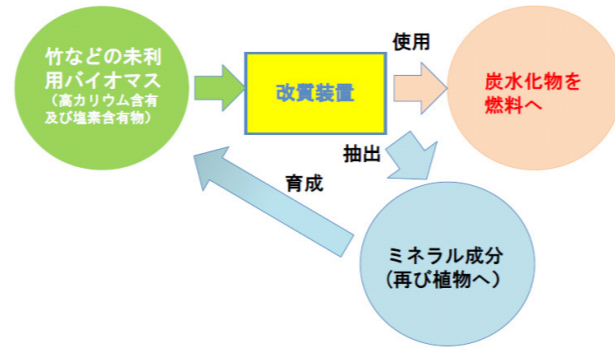 竹などの未利
用バイオマス
（高カリウム含有
及び塩素含有物）
改質装置
使用
炭水化物を
燃料へ
抽出
育成
ミネラル成分
（再び植物へ）